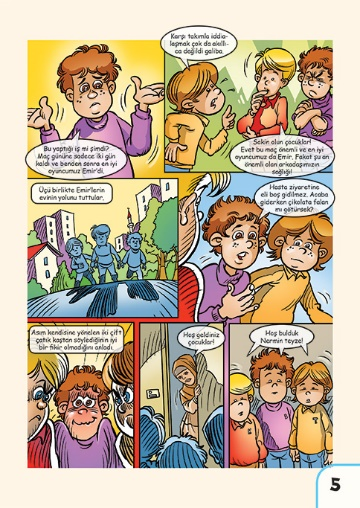 Bu yaptığı iş mi şimdi?
Maç gününe sadece iki gün
kaldı ve benden sonra en iyi
oyuncumuz Emir'di.
Karşı takımla iddia-
laşmak çok da akıllı-
ca değildi galiba.
Sakin olun çocuklar!
Evet bu maç önemli ve en iyi
oyuncumuz da Emir. Fakat şu en
önemli olan arkadaşımızın
sağlığı!
Üçü birlikte Emirlerin
evinin yolunu tuttular.
Hasta ziyaretine
eli boş gidilmez. Acaba
giderken çikolata falan
mı götürsek?
Asım kendisine yönelen iki çift
çatık kaştan söylediğinin iyi
bir fikir olmadığını anladı.
Hoş geldiniz
çocuklar!
Hoş bulduk
Nermin teyze!
5